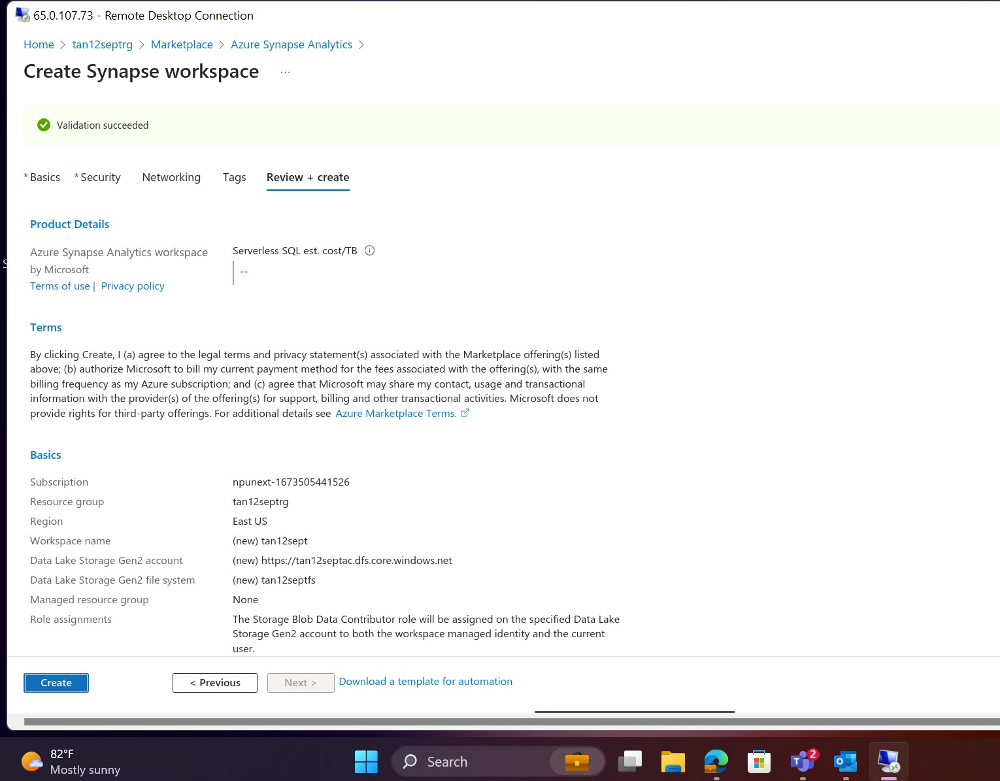 65.0.107.73 - Remote Desktop Connection
Home > tan12septrg > Marketplace > Azure Synapse Analytics >
Create Synapse workspace ...
Validation succeeded
* Basics * Security Networking Tags Review + create
Product Details
Azure Synapse Analytics workspace
by Microsoft
Terms of use | Privacy policy
Serverless SQL est. cost/TB
--
Terms
By clicking Create, I (a) agree to the legal terms and privacy statement(s) associated with the Marketplace offering(s) listed
above; (b) authorize Microsoft to bill my current payment method for the fees associated with the offering(s), with the same
billing frequency as my Azure subscription; and (c) agree that Microsoft may share my contact, usage and transactional
information with the provider(s) of the offering(s) for support, billing and other transactional activities. Microsoft does not
provide rights for third-party offerings. For additional details see Azure Marketplace Terms.
Basics
Subscription npunext-1673505441526
Resource group tan12septrg
Region East US
Workspace name (new) tan12sept
Data Lake Storage Gen2 account (new) https://tan12septac.dfs.core.windows.net
Data Lake Storage Gen2 file system (new) tan12septfs
Managed resource group None
Role assignments The Storage Blob Data Contributor role will be assigned on the specified Data Lake
Storage Gen2 account to both the workspace managed identity and the current
user.
Create < Previous Next > Download a template for automation
82°F
Mostly sunny
Search
2